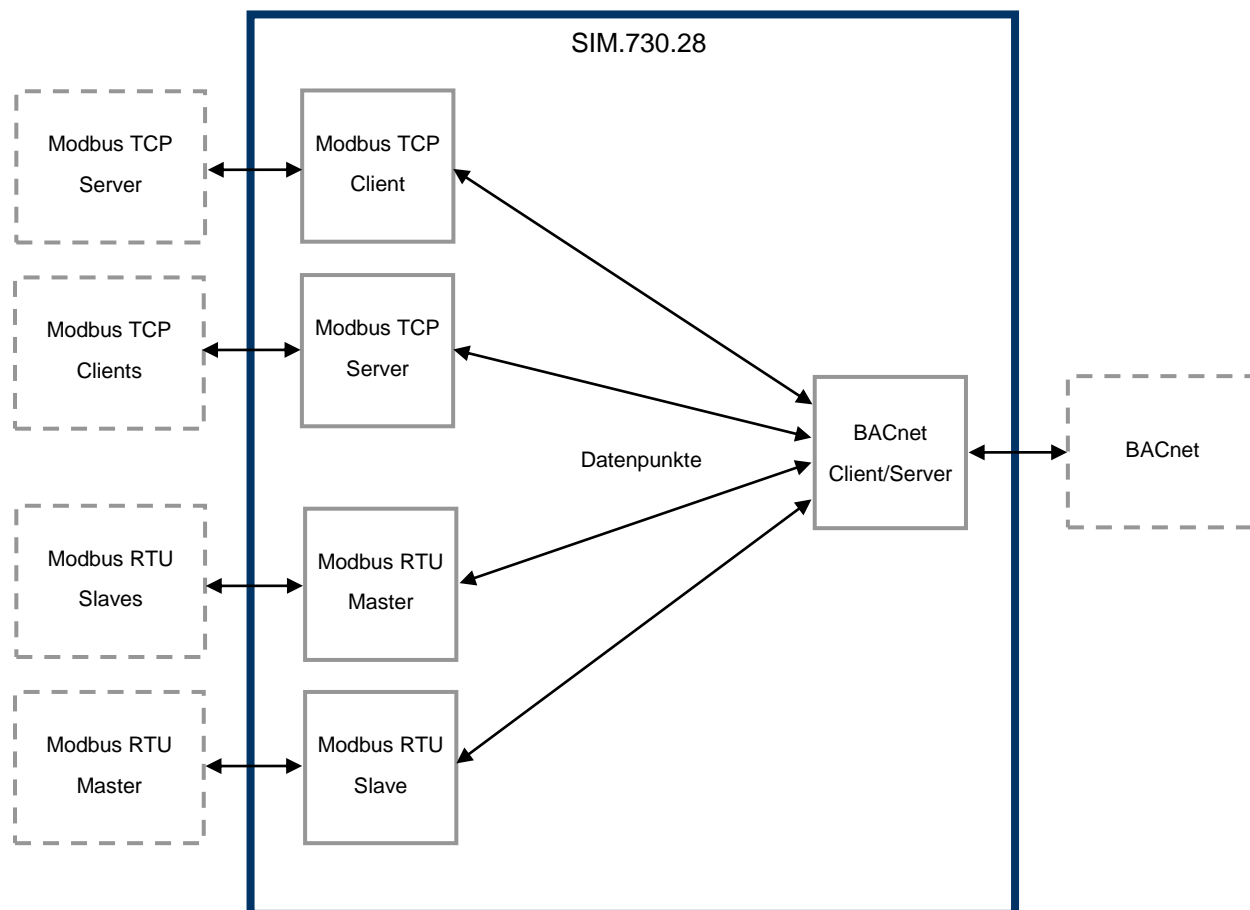 SIM.730.28
Modbus TCP
Server
Modbus TCP
Client
Modbus TCP
Clients
Modbus TCP
Server
Datenpunkte
BACnet
Client/Server
BACnet
Modbus RTU
Slaves
Modbus RTU
Master
Modbus RTU
Master
Modbus RTU
Slave